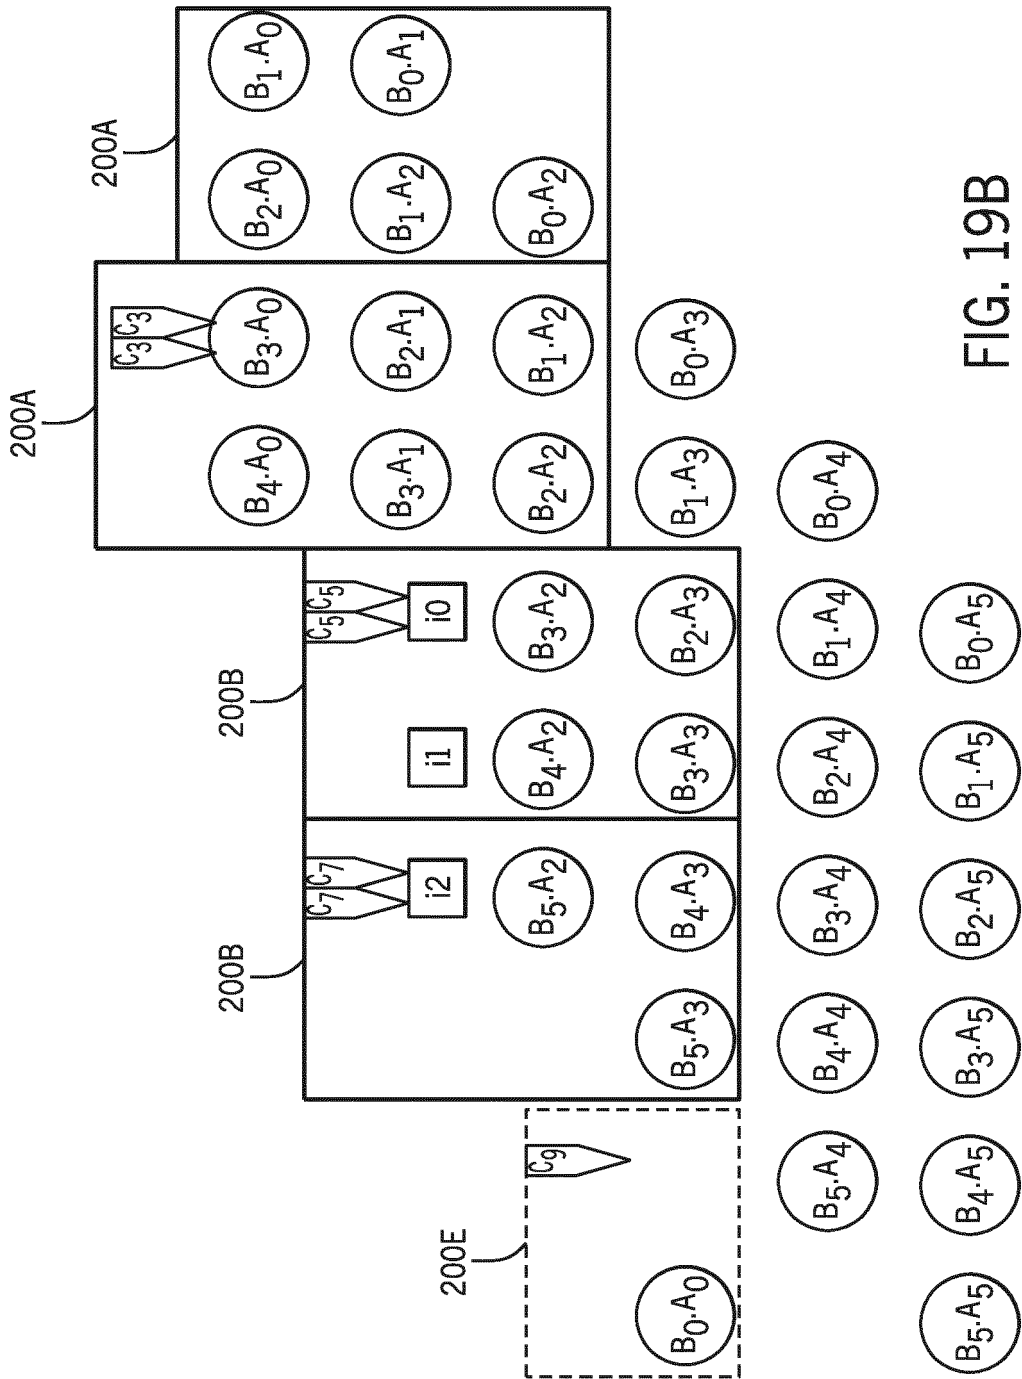 200A
200A
C₃ C₃
200B 200B
B₄·A₀ B₃·A₀ B₂·A₀ B₁·A₀
C₇ C₇ C₅ C₅
i2 i1 i0 B₃·A₁ B₂·A₁ B₁·A₂ B₀·A₁
200E
C₉ B₅·A₂ B₄·A₂ B₃·A₂ B₂·A₂ B₁·A₂ B₀·A₂
B₀·A₀ B₅·A₃ B₄·A₃ B₃·A₃ B₂·A₃ B₁·A₃ B₀·A₃
B₅·A₄ B₄·A₄ B₃·A₄ B₂·A₄ B₁·A₄ B₀·A₄
B₅·A₅ B₄·A₅ B₃·A₅ B₂·A₅ B₁·A₅ B₀·A₅
FIG. 19B